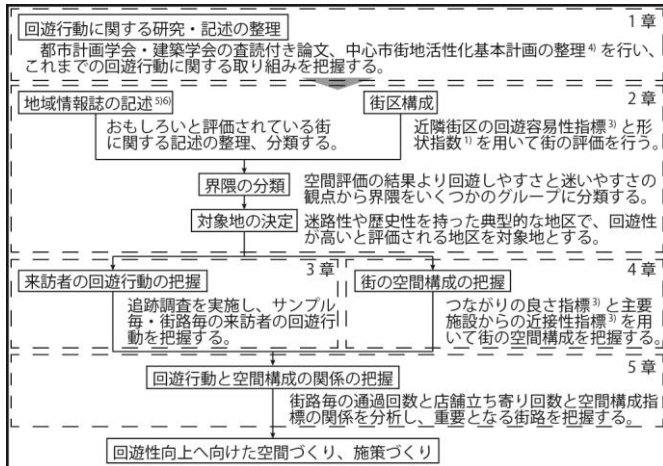 回遊行動に関する研究・記述の整理
1 章
都市計画学会・建築学会の査読付き論文、中心市街地活性化基本計画の整理4) を行い、
これまでの回遊行動に関する取り組みを把握する。
2 章
地域情報誌の記述5)6)
おもしろいと評価されている街
に関する記述の整理、分類する。
街区構成
近隣街区の回遊容易性指標3) と形
状指数1) を用いて街の評価を行う。
界隈の分類
空間評価の結果より回遊しやすさと迷いやすさの
観点から界隈をいくつかのグループに分類する。
対象地の決定
迷路性や歴史性を持った典型的な地区で、回遊性
が高いと評価される地区を対象地とする。
3 章
来訪者の回遊行動の把握
追跡調査を実施し、サンプル
毎・街路毎の来訪者の回遊行
動を把握する。
4 章
街の空間構成の把握
つながりの良さ指標3) と主要
施設からの近接性指標3) を用
いて街の空間構成を把握する。
5 章
回遊行動と空間構成の関係の把握
街路毎の通過回数と店舗立ち寄り回数と空間構成指
標の関係を分析し、重要となる街路を把握する。
回遊性向上へ向けた空間づくり、施策づくり